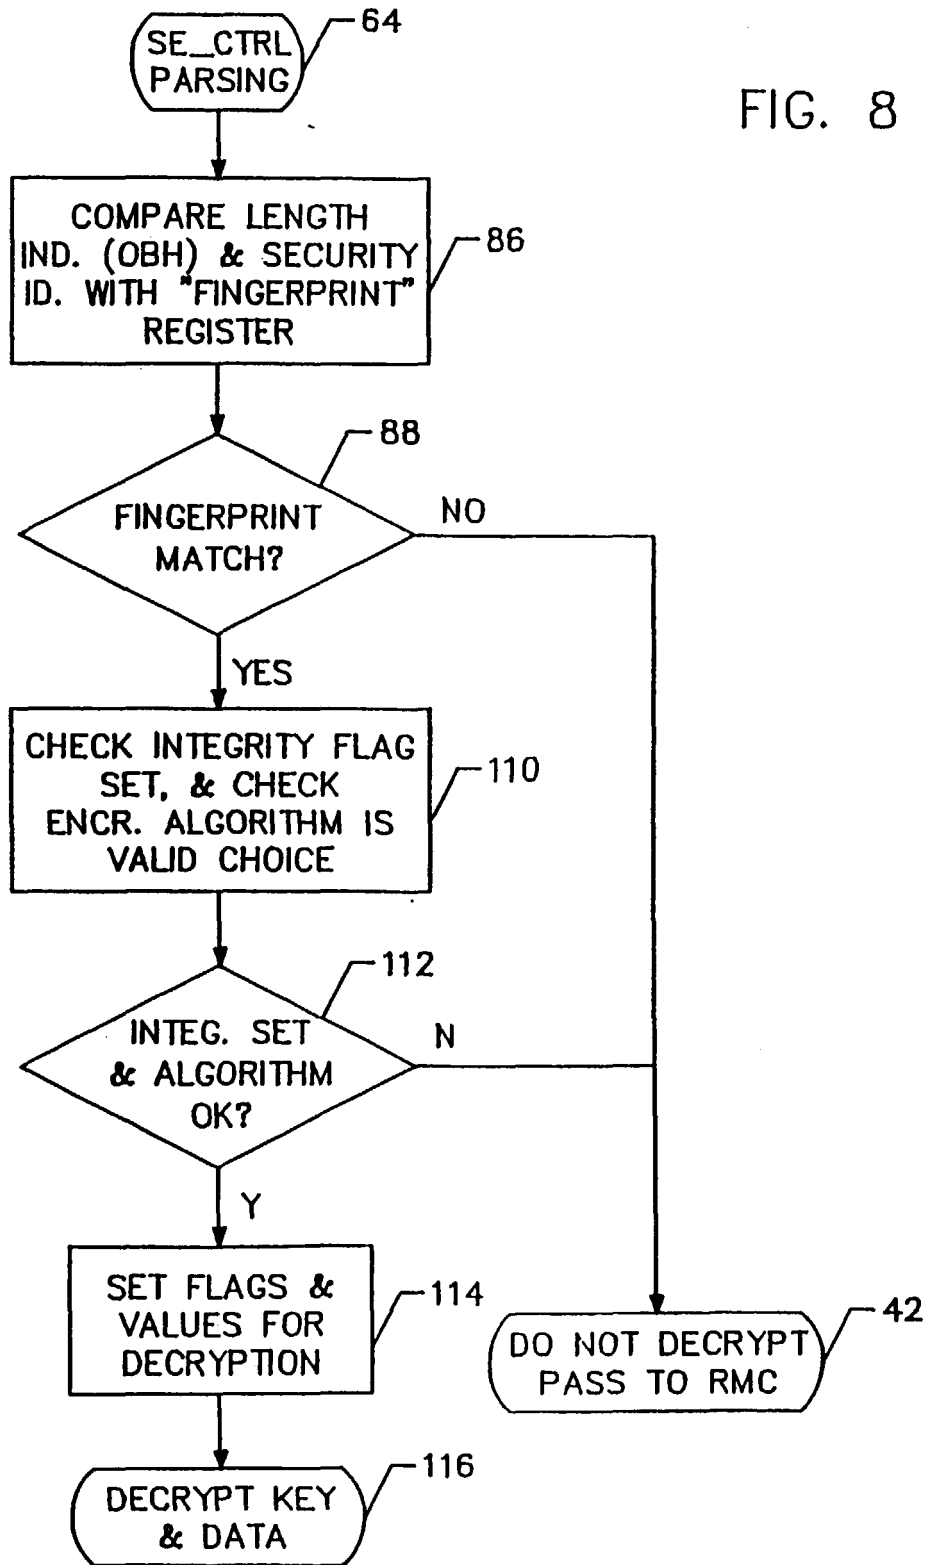 SE_CTRL
PARSING
64
FIG. 8
COMPARE LENGTH
IND. (OBH) & SECURITY
ID. WITH "FINGERPRINT"
REGISTER
86
FINGERPRINT
MATCH?
88
NO
YES
CHECK INTEGRITY FLAG
SET, & CHECK
ENCR. ALGORITHM IS
VALID CHOICE
110
INTEG. SET
& ALGORITHM
OK?
112
N
Y
SET FLAGS &
VALUES FOR
DECRYPTION
114
DO NOT DECRYPT
PASS TO RMC
42
DECRYPT KEY
& DATA
116